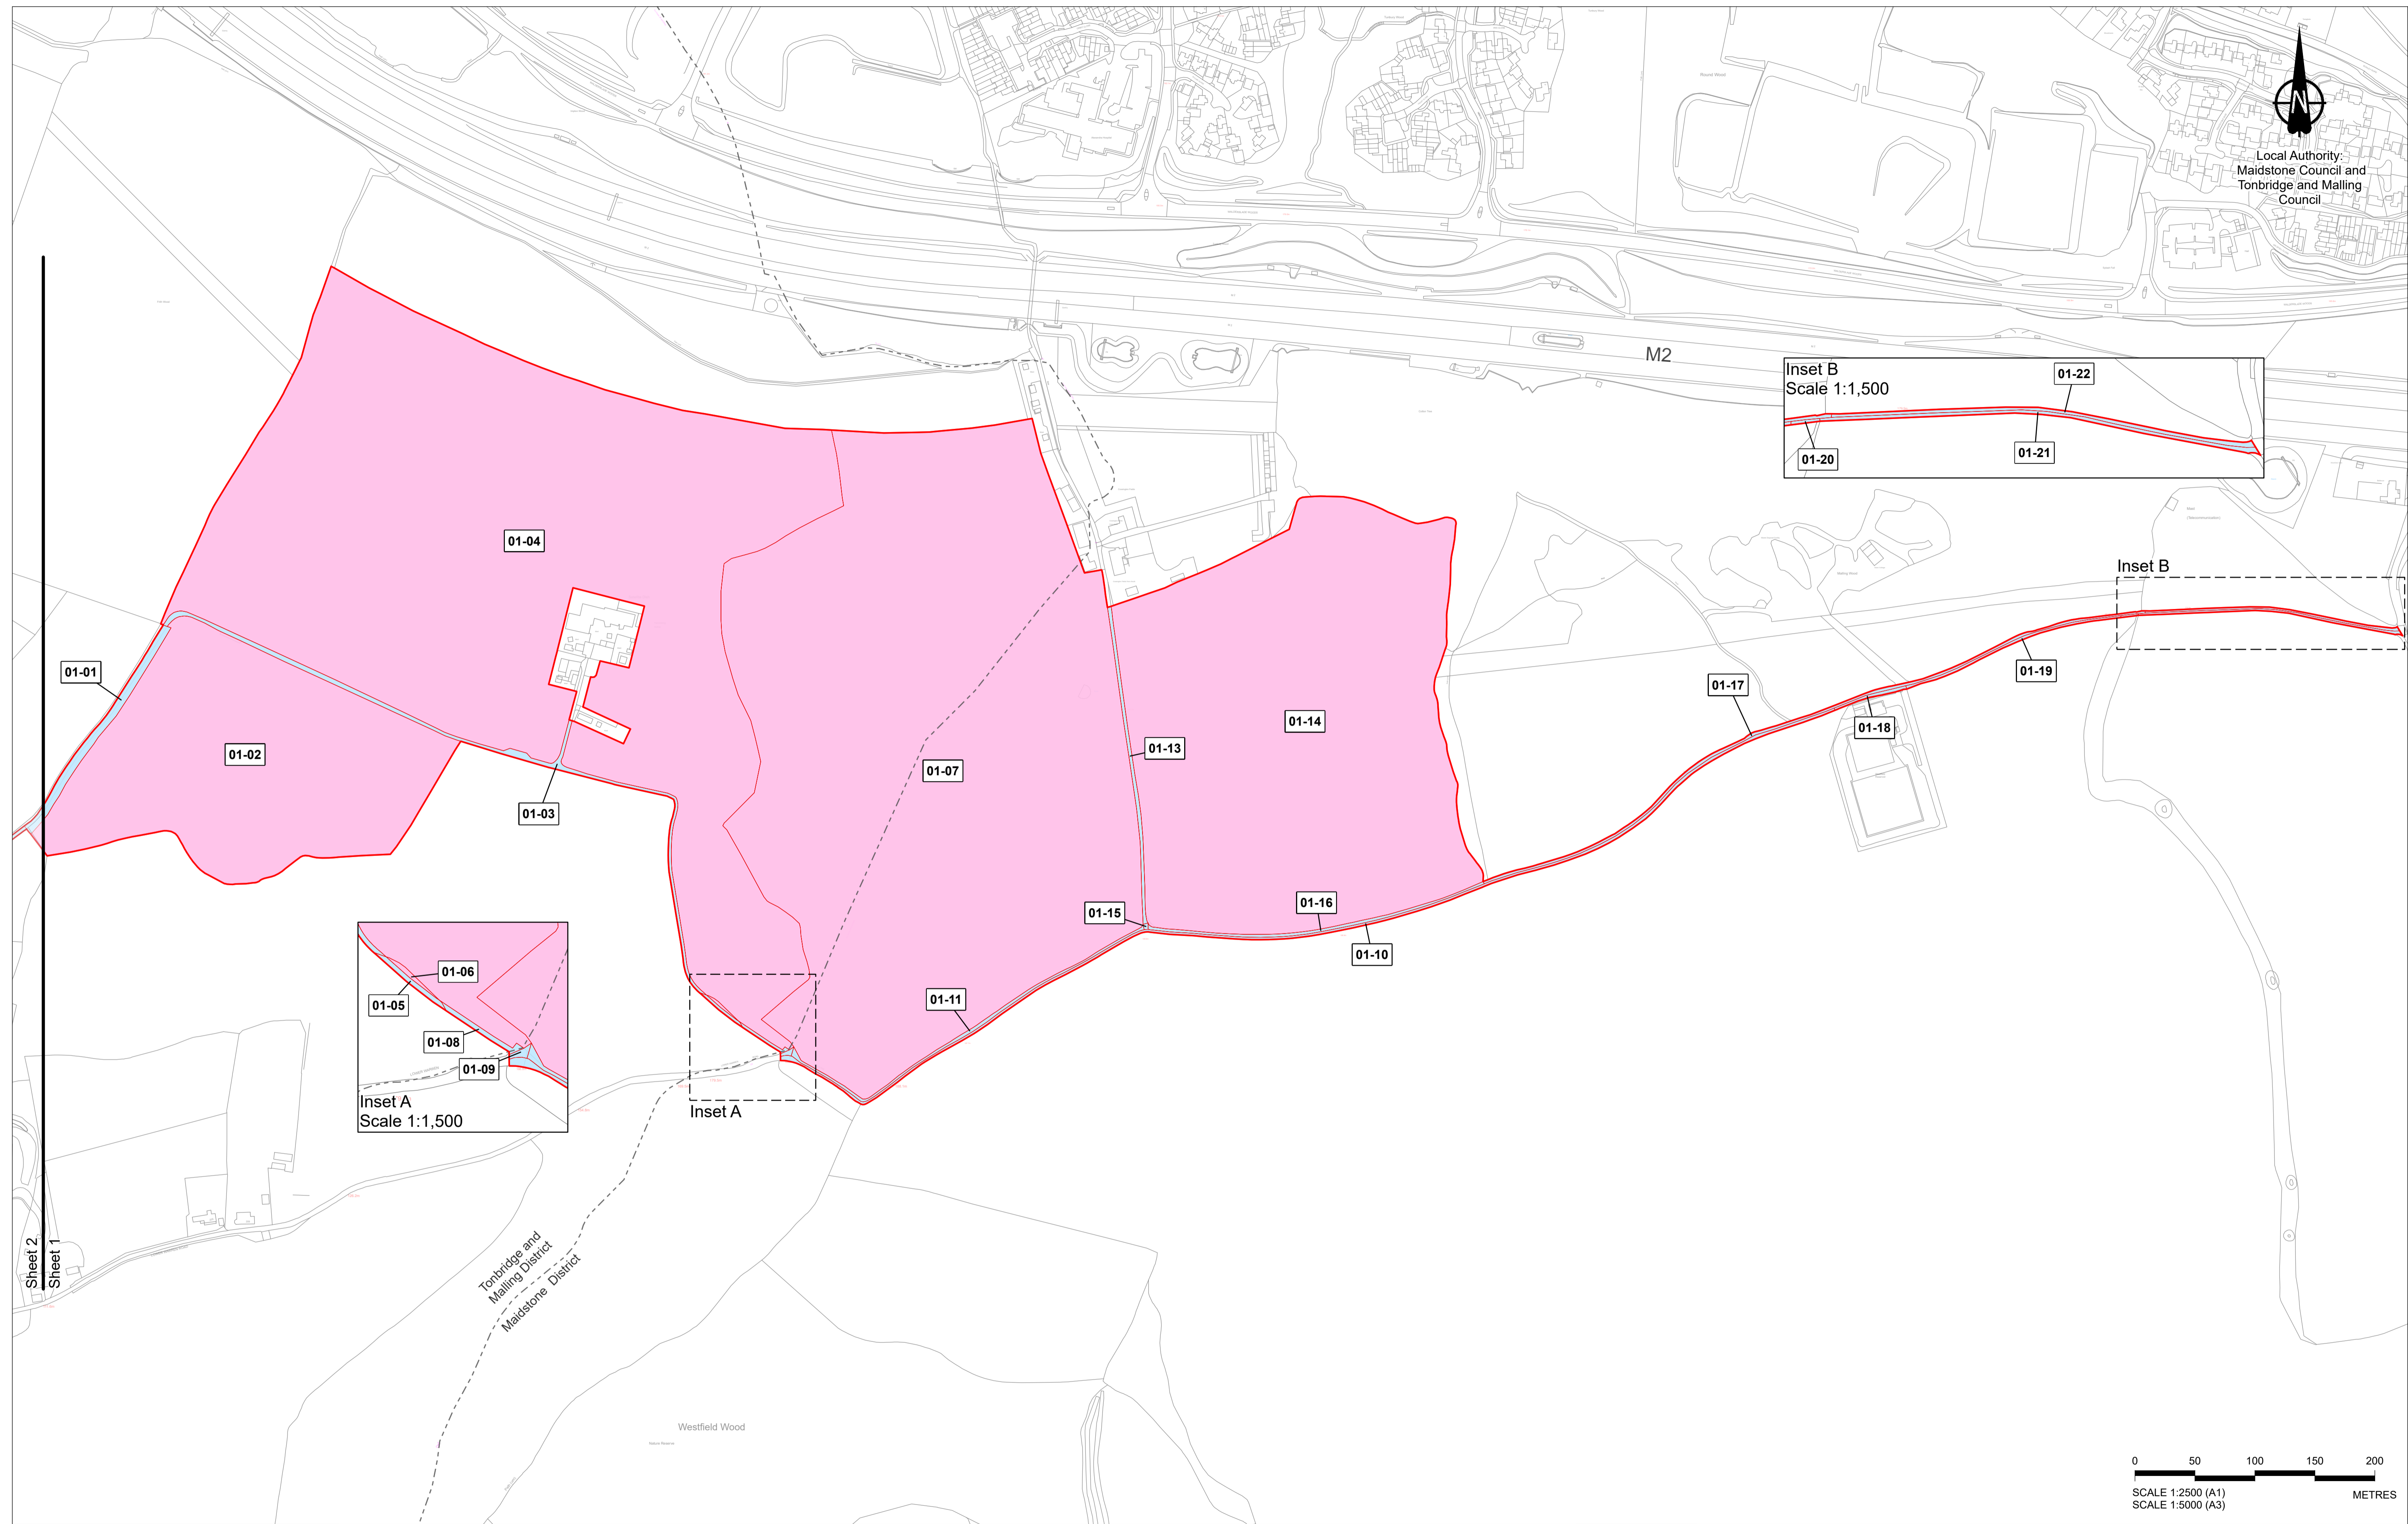 Local Authority:
Maidstone Council and
Tonbridge and Malling
Council
M2
Inset B
Scale 1:1,500
01-22
01-20
01-21
01-04
Inset B
01-01
01-02
01-03
01-07
01-13
01-14
01-17
01-18
01-19
01-15
01-16
01-10
01-11
01-06
01-05
01-08
01-09
Inset A
Scale 1:1,500
Inset A
Sheet 2
Sheet 1
Tonbridge and
Malling District
Maidstone District
Westfield Wood
Nature Reserve
Round Wood
0 50 100 150 200
SCALE 1:2500 (A1)
SCALE 1:5000 (A3)
METRES
N